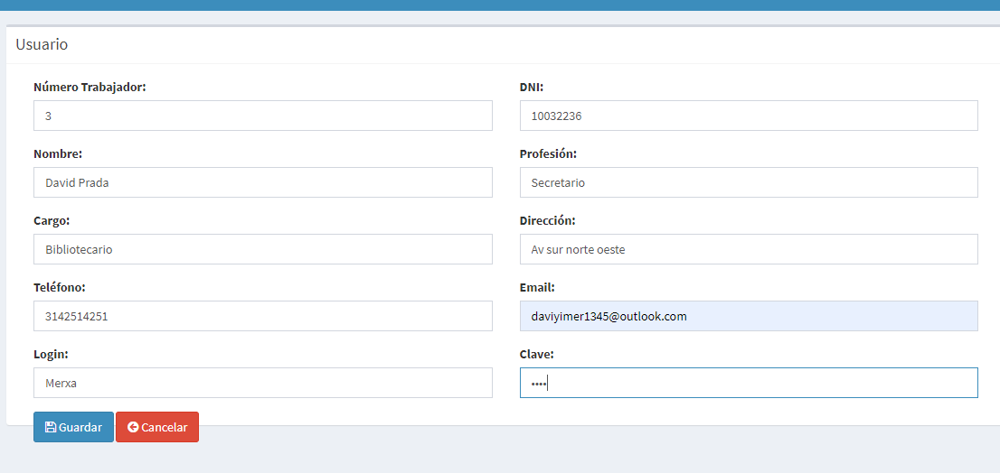 Usuario
Número Trabajador:
DNI:
3
10032236
Nombre:
Profesión:
David Prada
Secretario
Cargo:
Dirección:
Bibliotecario
Av sur norte oeste
Teléfono:
Email:
3142514251
daviyimer1345@outlook.com
Login:
Clave:
Merxa
••••
Guardar
Cancelar